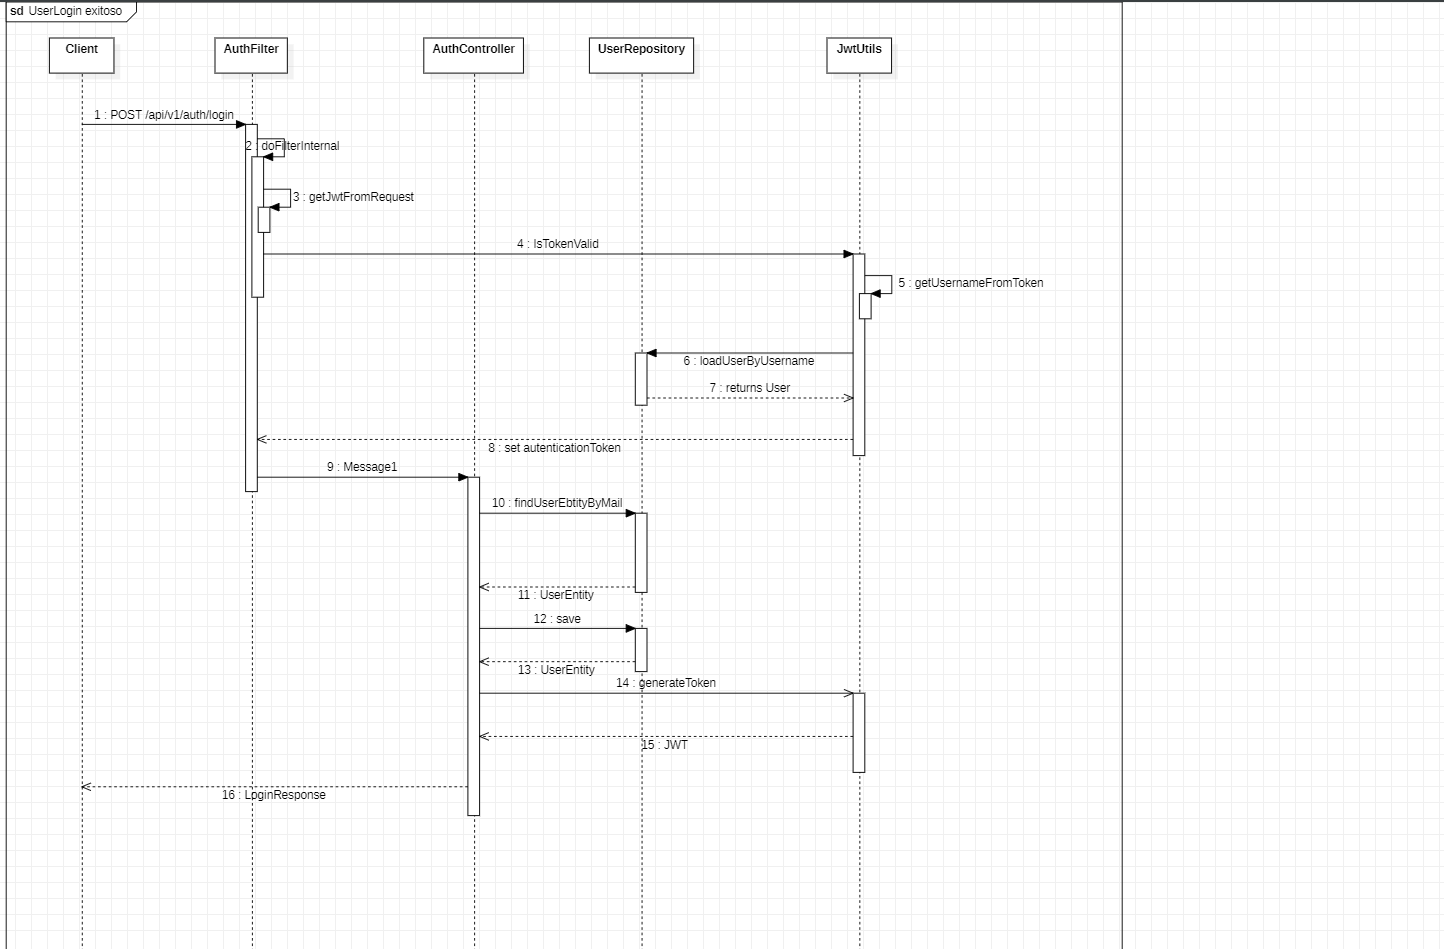 sd UserLogin exitoso
Client
AuthFilter
AuthController
UserRepository
JwtUtils
1 : POST /api/v1/auth/login
2 : doFilterInternal
3 : getJwtFromRequest
4 : IsTokenValid
5 : getUsernameFromToken
6 : loadUserByUsername
7 : returns User
8 : set autenticationToken
9 : Message1
10 : findUserEbtityByMail
11 : UserEntity
12 : save
13 : UserEntity
14 : generateToken
15 : JWT
16 : LoginResponse